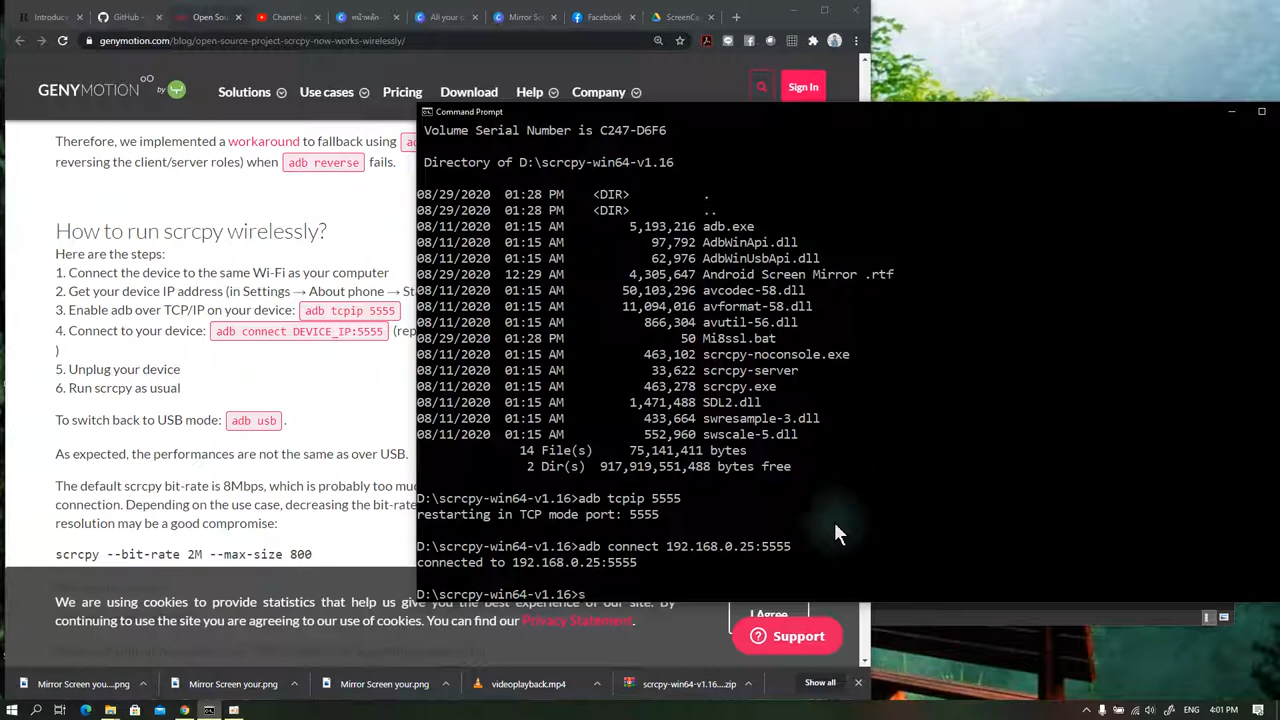 Introduc
GitHub -
Open Sou
Channel
หน้าหลัก
All your
Mirror Sc
Facebook
ScreenCa
genymotion.com/blog/open-source-project-scrcpy-now-works-wirelessly/
GENYMOTION by
Solutions
Use cases
Pricing
Download
Help
Company
Sign In
Therefore, we implemented a workaround to fallback using
reversing the client/server roles) when adb reverse fails.
How to run scrcpy wirelessly?
Here are the steps:
1. Connect the device to the same Wi-Fi as your computer
2. Get your device IP address (in Settings → About phone → St
3. Enable adb over TCP/IP on your device: adb tcpip 5555
4. Connect to your device: adb connect DEVICE_IP:5555 (rep
)
5. Unplug your device
6. Run scrcpy as usual
To switch back to USB mode: adb usb.
As expected, the performances are not the same as over USB.
The default scrcpy bit-rate is 8Mbps, which is probably too muc
connection. Depending on the use case, decreasing the bit-rate
resolution may be a good compromise:
scrcpy --bit-rate 2M --max-size 800
We are using cookies to provide statistics that help us give you the best experience of our site. By
continuing to use the site you are agreeing to our use of cookies. You can find our Privacy Statement.
I Agree
Support
Command Prompt
Volume Serial Number is C247-D6F6
Directory of D:\scrcpy-win64-v1.16
08/29/2020 01:28 PM <DIR> .
08/29/2020 01:28 PM <DIR> ..
08/11/2020 01:15 AM 5,193,216 adb.exe
08/11/2020 01:15 AM 97,792 AdbWinApi.dll
08/11/2020 01:15 AM 62,976 AdbWinUsbApi.dll
08/29/2020 12:29 AM 4,305,647 Android Screen Mirror .rtf
08/11/2020 01:15 AM 50,103,296 avcodec-58.dll
08/11/2020 01:15 AM 11,094,016 avformat-58.dll
08/11/2020 01:15 AM 866,304 avutil-56.dll
08/29/2020 01:28 PM 50 Mi8ssl.bat
08/11/2020 01:15 AM 463,102 scrcpy-noconsole.exe
08/11/2020 01:15 AM 33,622 scrcpy-server
08/11/2020 01:15 AM 463,278 scrcpy.exe
08/11/2020 01:15 AM 1,471,488 SDL2.dll
08/11/2020 01:15 AM 433,664 swresample-3.dll
08/11/2020 01:15 AM 552,960 swscale-5.dll
14 File(s) 75,141,411 bytes
2 Dir(s) 917,919,551,488 bytes free
D:\scrcpy-win64-v1.16>adb tcpip 5555
restarting in TCP mode port: 5555
D:\scrcpy-win64-v1.16>adb connect 192.168.0.25:5555
connected to 192.168.0.25:5555
D:\scrcpy-win64-v1.16>s
Mirror Screen you....png
Mirror Screen your.png
Mirror Screen your.png
videoplayback.mp4
scrcpy-win64-v1.16....zip
Show all
ENG
4:01 PM